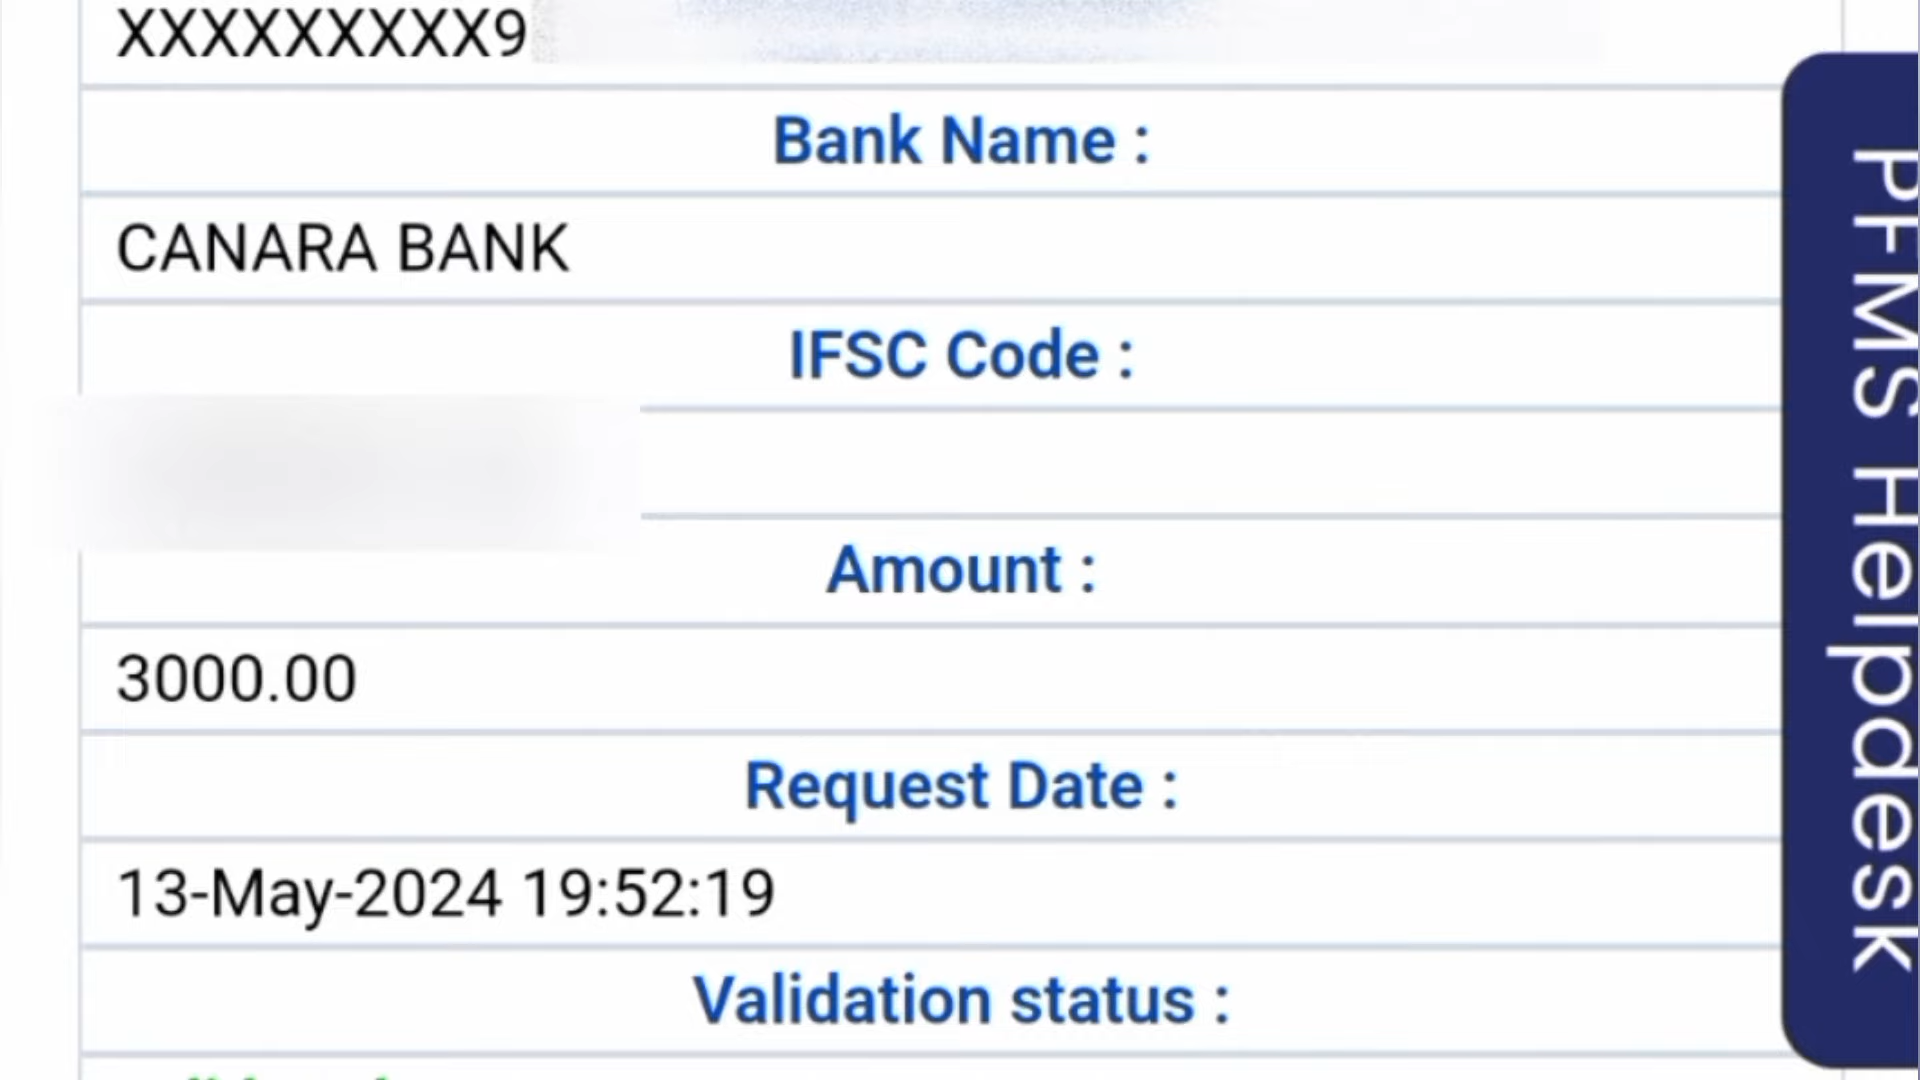 XXXXXXXXX9
Bank Name :
CANARA BANK
IFSC Code :
Amount :
3000.00
Request Date :
13-May-2024 19:52:19
Validation status :
PFMS Helpdesk